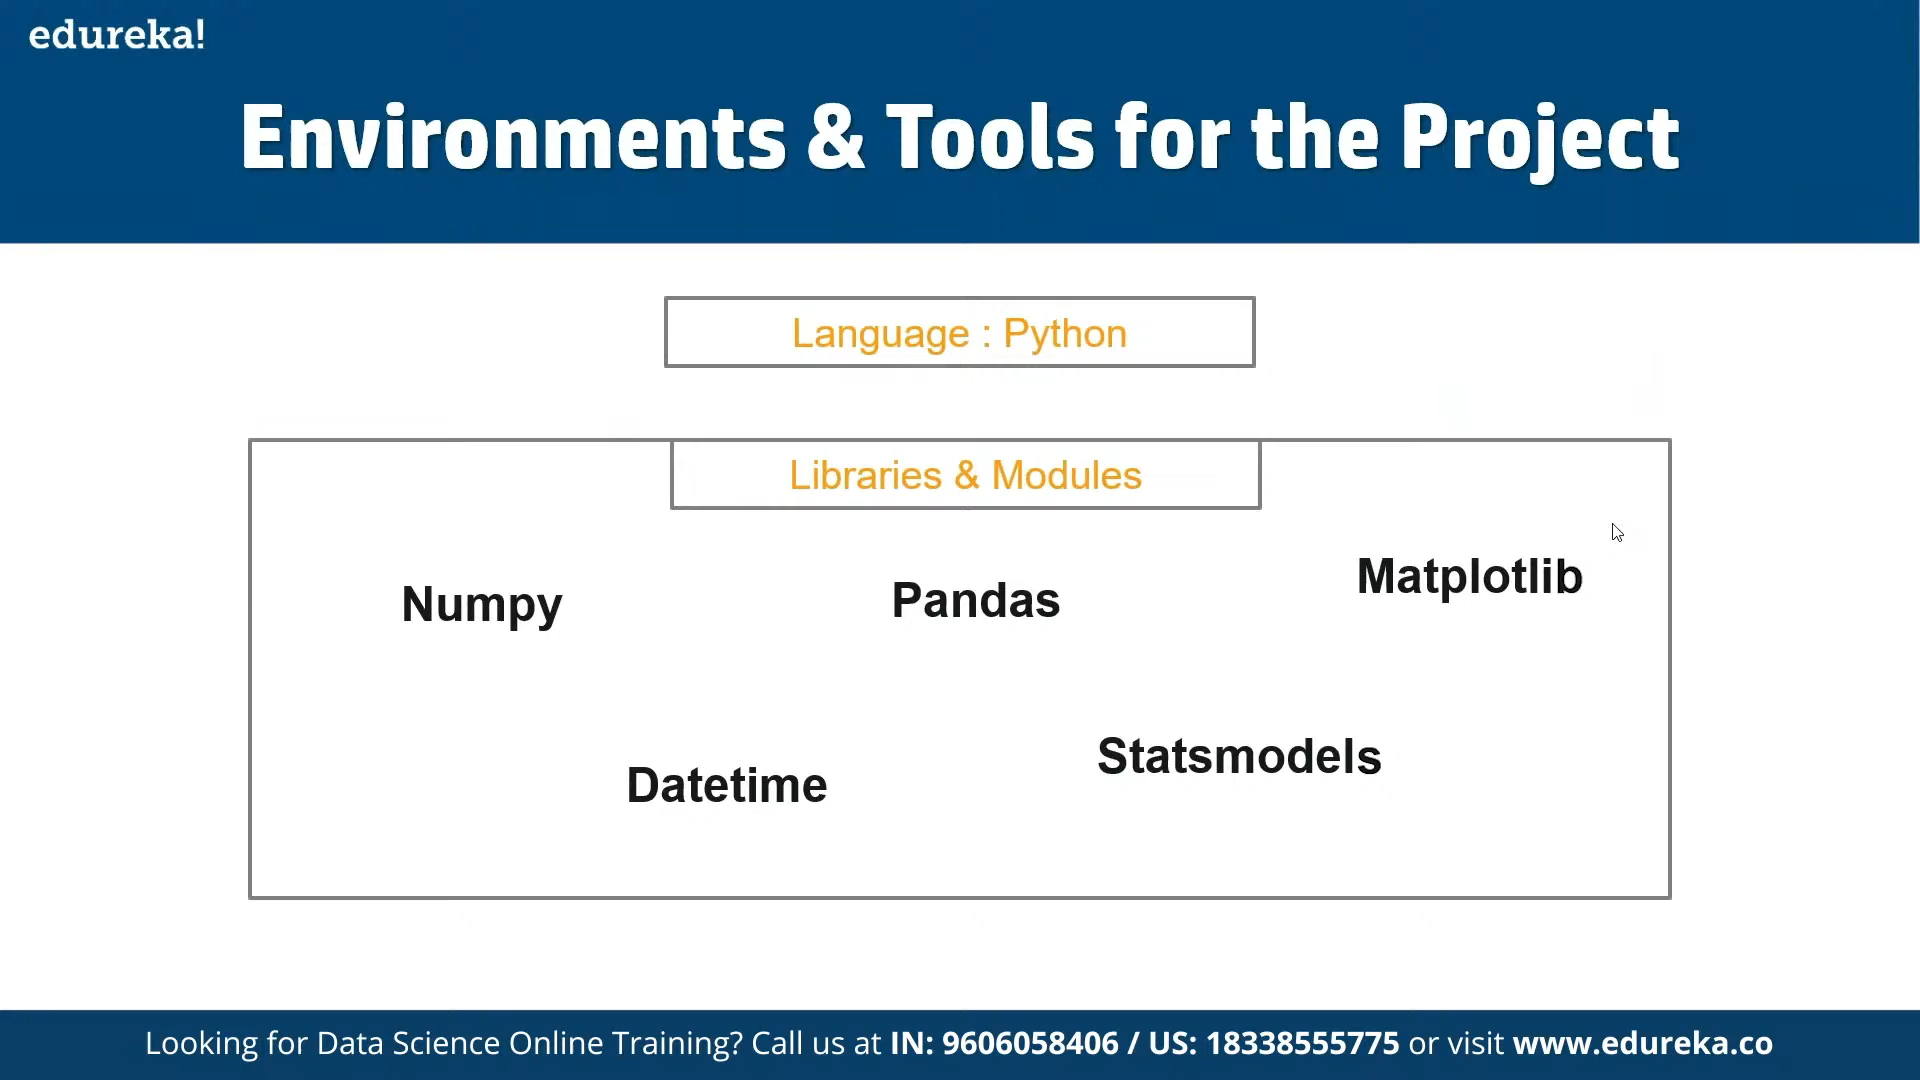 edureka!
Environments & Tools for the Project
Language : Python
Libraries & Modules
Numpy
Pandas
Matplotlib
Datetime
Statsmodels
Looking for Data Science Online Training? Call us at IN: 9606058406 / US: 18338555775 or visit www.edureka.co